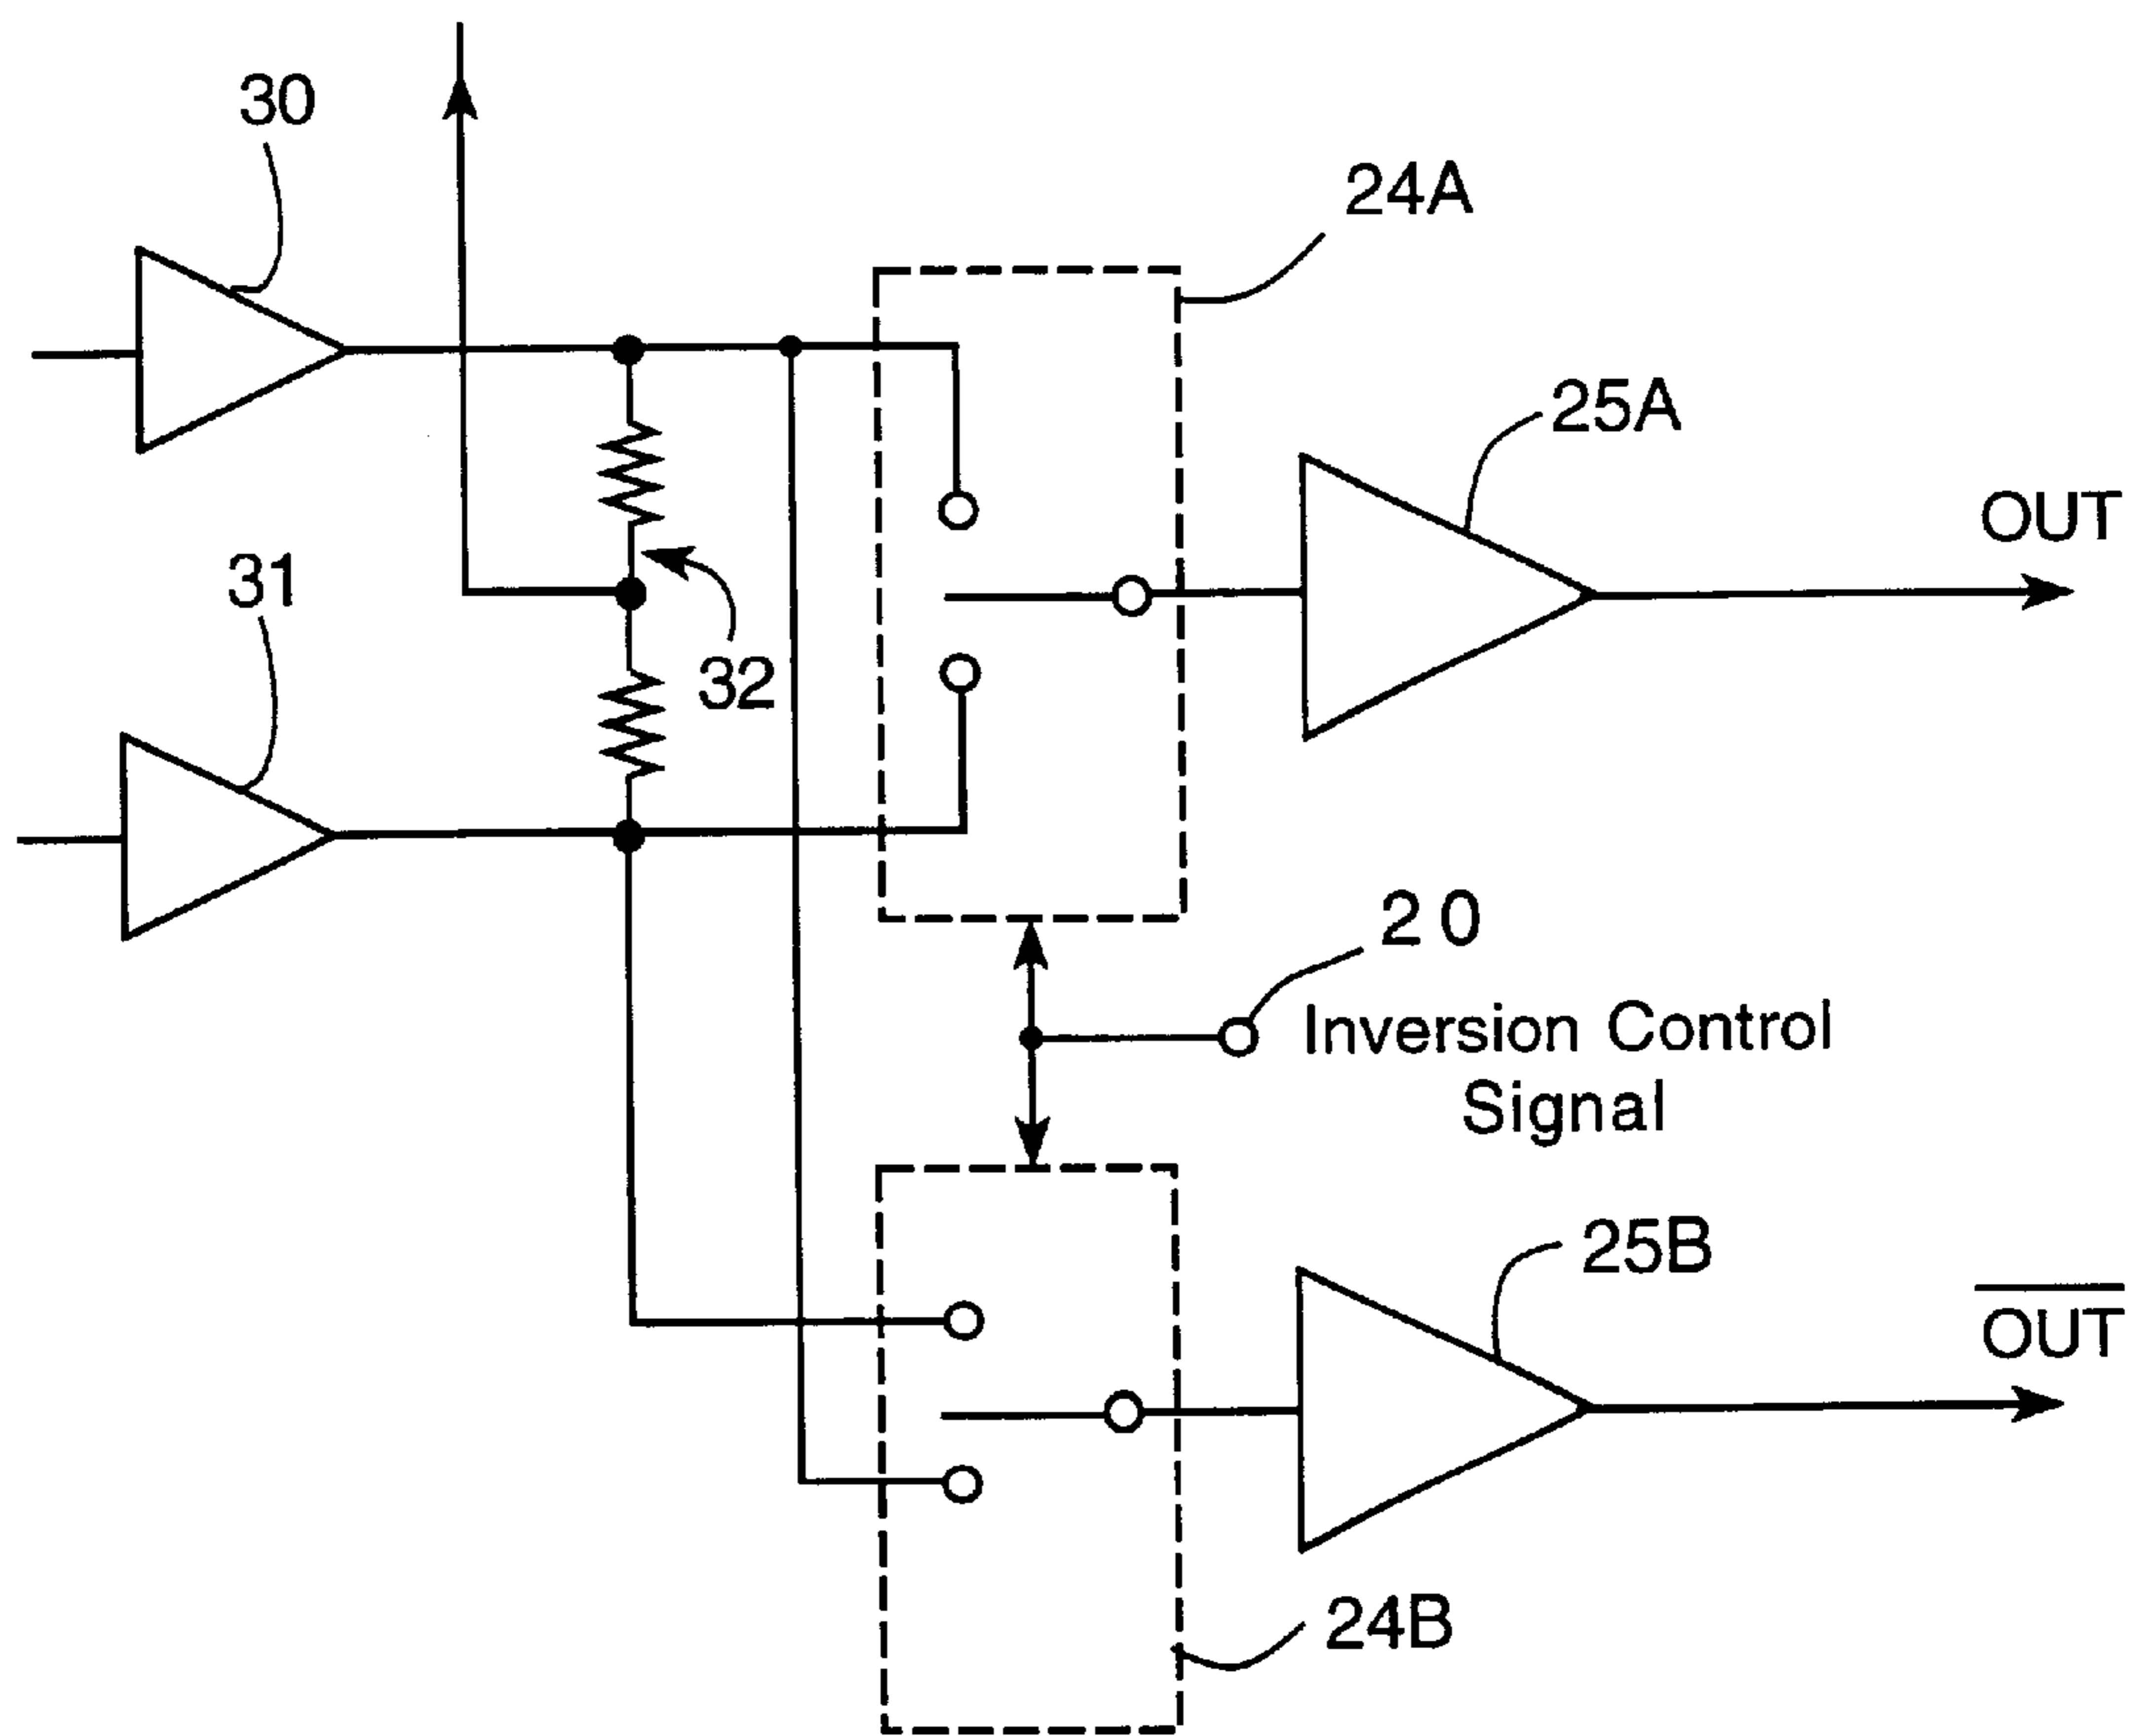 30
24A
25A
OUT
31
32
2 0
Inversion Control
Signal
25B
OUT
24B